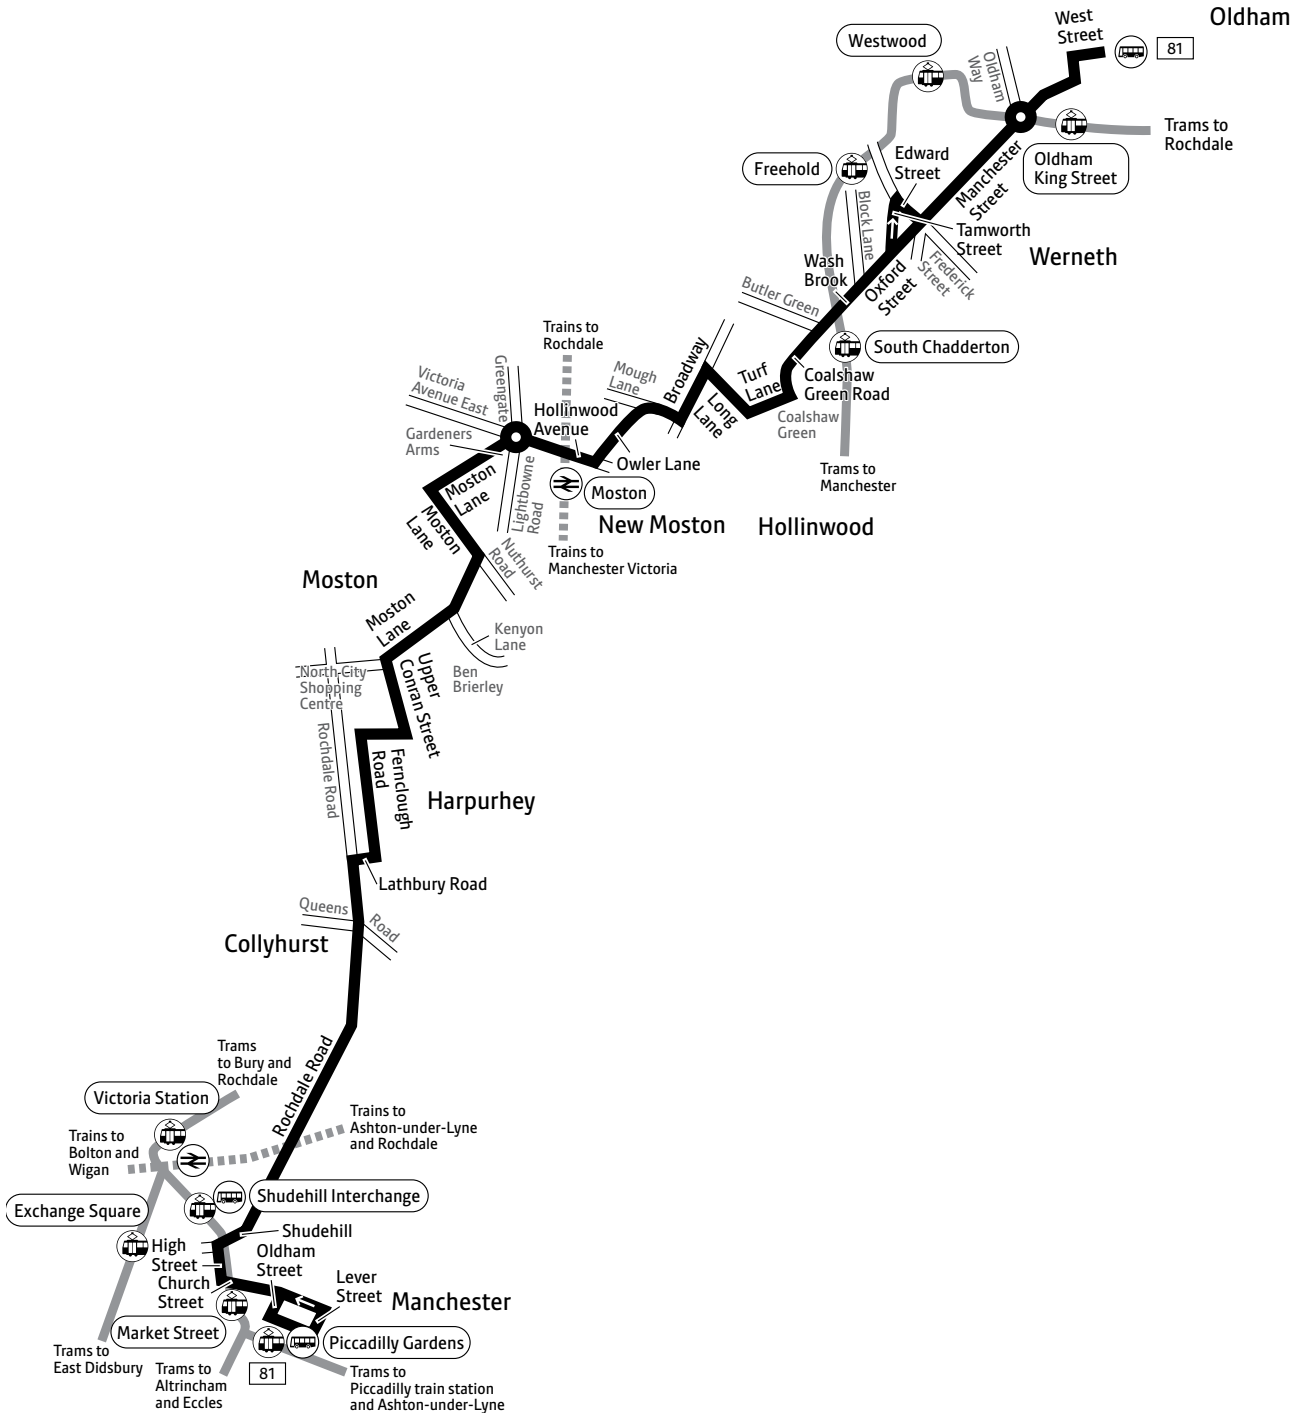 Oldham
West
Street
81
Westwood
Oldham
Way
Trams to
Rochdale
Oldham
King Street
Manchester
Street
Edward
Street
Freehold
Block Lane
Tamworth
Street
Werneth
Frederick
Street
Oxford
Street
Wash
Brook
Butler Green
South Chadderton
Coalshaw
Green Road
Coalshaw
Green
Trams to
Manchester
Hollinwood
Turf
Lane
Long
Lane
Broadway
Mough
Lane
Trains to
Rochdale
Greengate
Victoria
Avenue East
Gardeners
Arms
Hollinwood
Avenue
Owler Lane
Moston
New Moston
Trains to
Manchester Victoria
Lightbowne
Road
Moston
Lane
Moston
Lane
Nuthurst
Road
Moston
Moston
Lane
Kenyon
Lane
Ben
Brierley
North City
Shopping
Centre
Upper
Conran Street
Rochdale Road
Fernclough
Road
Harpurhey
Lathbury Road
Queens
Road
Collyhurst
Rochdale Road
Trams
to Bury and
Rochdale
Victoria Station
Trains to
Bolton and
Wigan
Trains to
Ashton-under-Lyne
and Rochdale
Shudehill Interchange
Exchange Square
Shudehill
High
Street
Oldham
Street
Church
Street
Lever
Street
Manchester
Market Street
Piccadilly Gardens
81
Trams to
East Didsbury
Trams to
Altrincham
and Eccles
Trams to
Piccadilly train station
and Ashton-under-Lyne